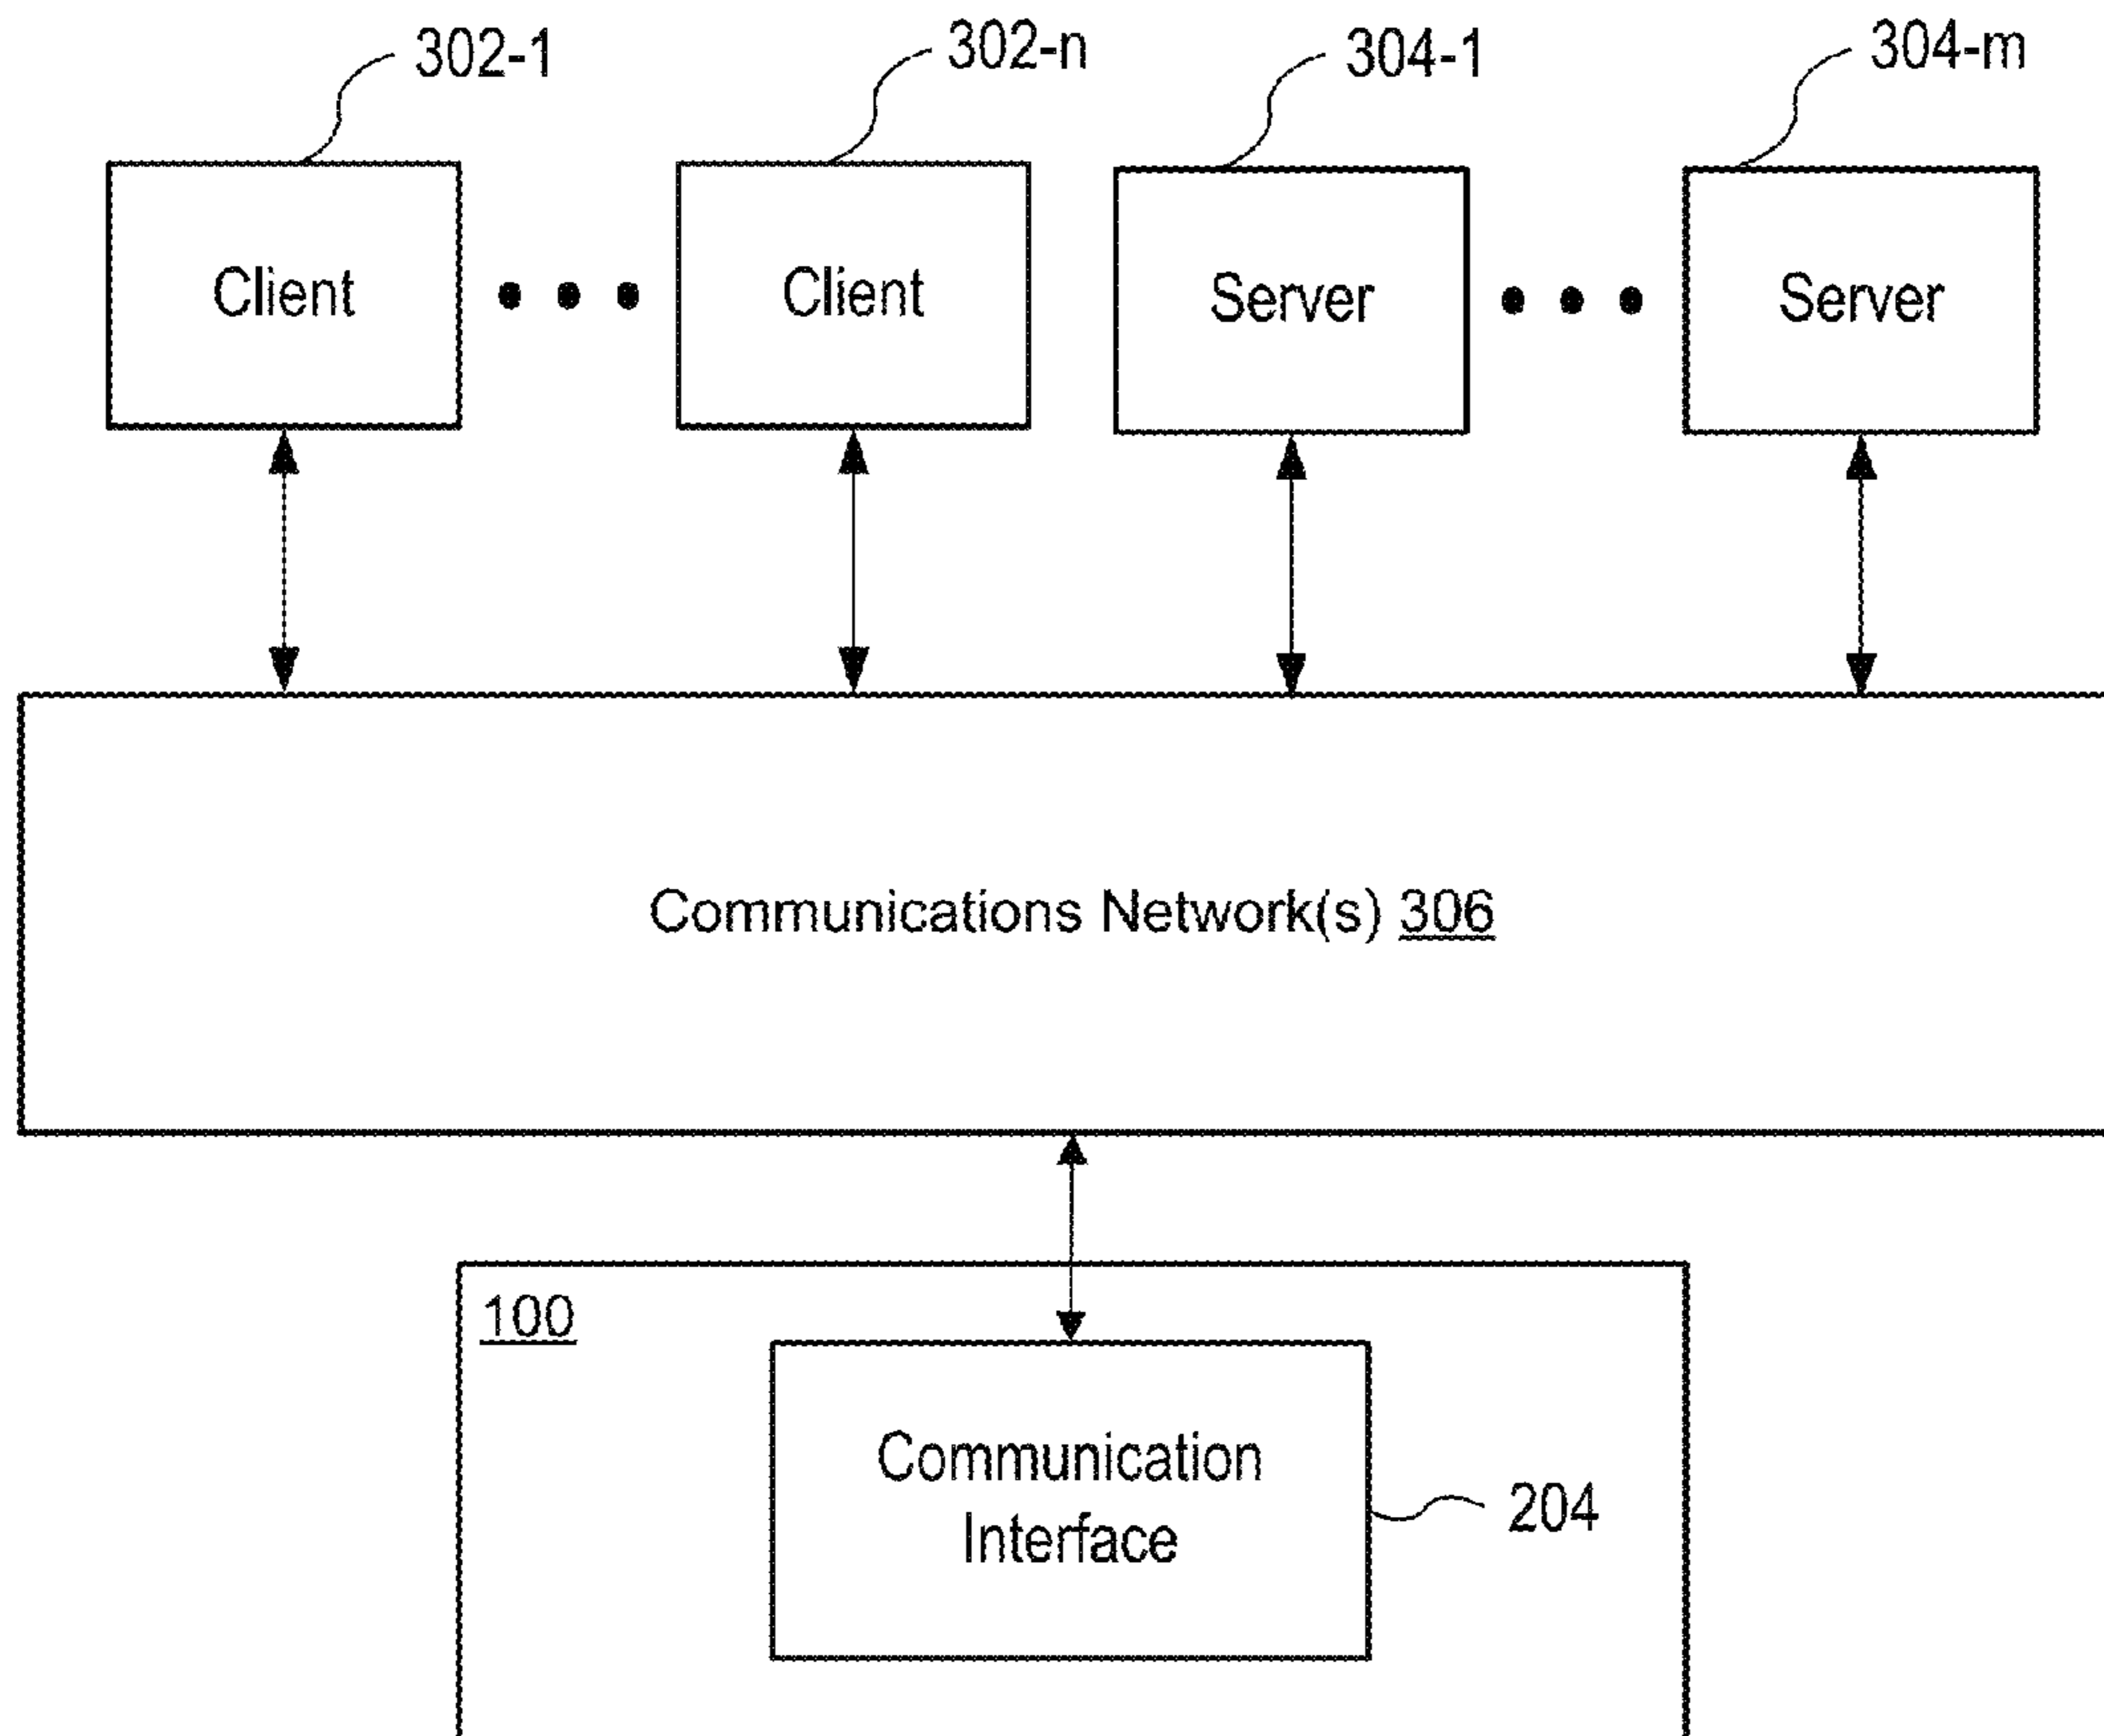 302-1
302-n
304-1
304-m
Client
Client
Server
Server
Communications Network(s) 306
100
Communication
Interface
204